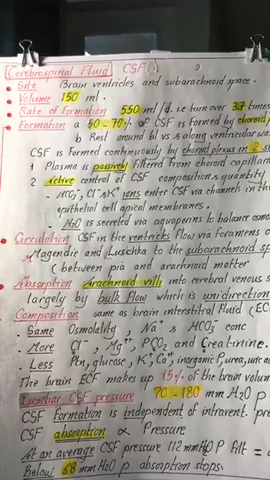 Cerebrospinal Fluid CSF 9
Site Brain ventricles and subarachnoid space.
Volume 150 ml.
Rate of Formation 550 ml/d. i.e turn over 3.7 times
Formation a 50-70% of CSF is formed by choroid
b Rest around bl vs & along ventricular wa
CSF is formed continuously by choroid plexus in 2 s
1 Plasma is passively filtered from choroid capillar
2 Active control of CSF composition & quantity
- HCO3-, Cl- & K+ ions enter CSF via channels in the
epithelial cell apical membranes.
H2O is secreted via aquaporins to balance osm
Circulation CSF in the ventricles flow via foramens o
Magendie and Luschka to the subarachnoid s
(between pia and arachnoid matter
Absorption Arachnoid villi into cerebral venous s
largely by bulk flow which is unidirection
Composition same as brain interstitial fluid (EC
. Same Osmolality, Na+ & HCO3- conc
. More Cl-, Mg++, PCO2 and Creatinine.
. Less Ptn, glucose, K+, Ca++, inorganic P, urea, uric a
The brain ECF makes up 15% of the brain volum
Lumbar CSF pressure 70-180 mm H2O p
CSF formation is independent of intravent. p
CSF absorption ∝ Pressure
At an average CSF pressure 112 mm H2O P filt =
Below 68 mm H2O p absorption stops.